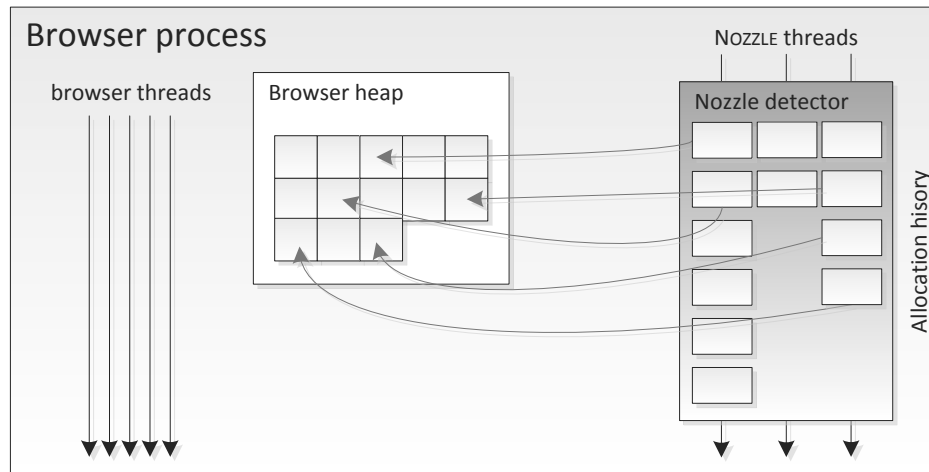 Browser process
NOZZLE threads
browser threads
Browser heap
Nozzle detector
Allocation hisory